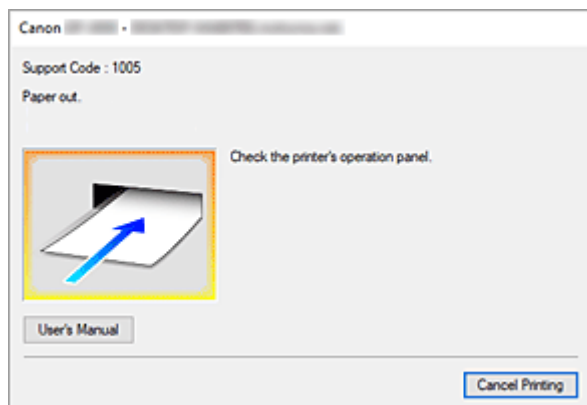 Canon -
Support Code : 1005
Paper out.
Check the printer's operation panel.
User's Manual
Cancel Printing